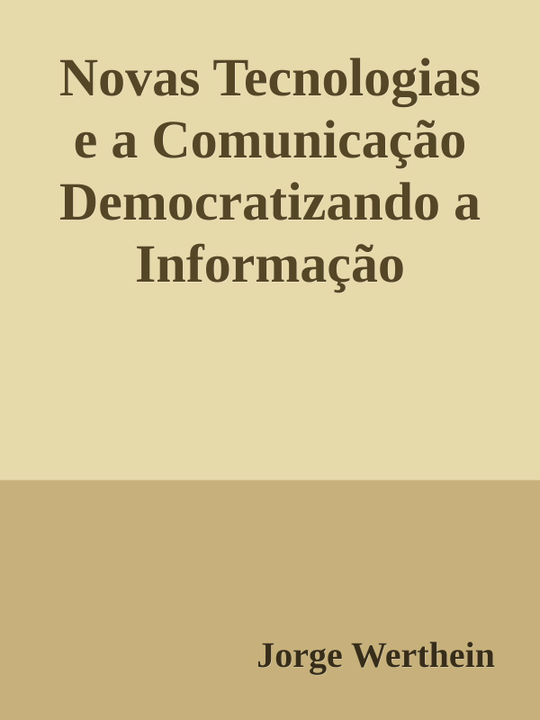 Novas Tecnologias
e a Comunicação
Democratizando a
Informação
Jorge Werthein